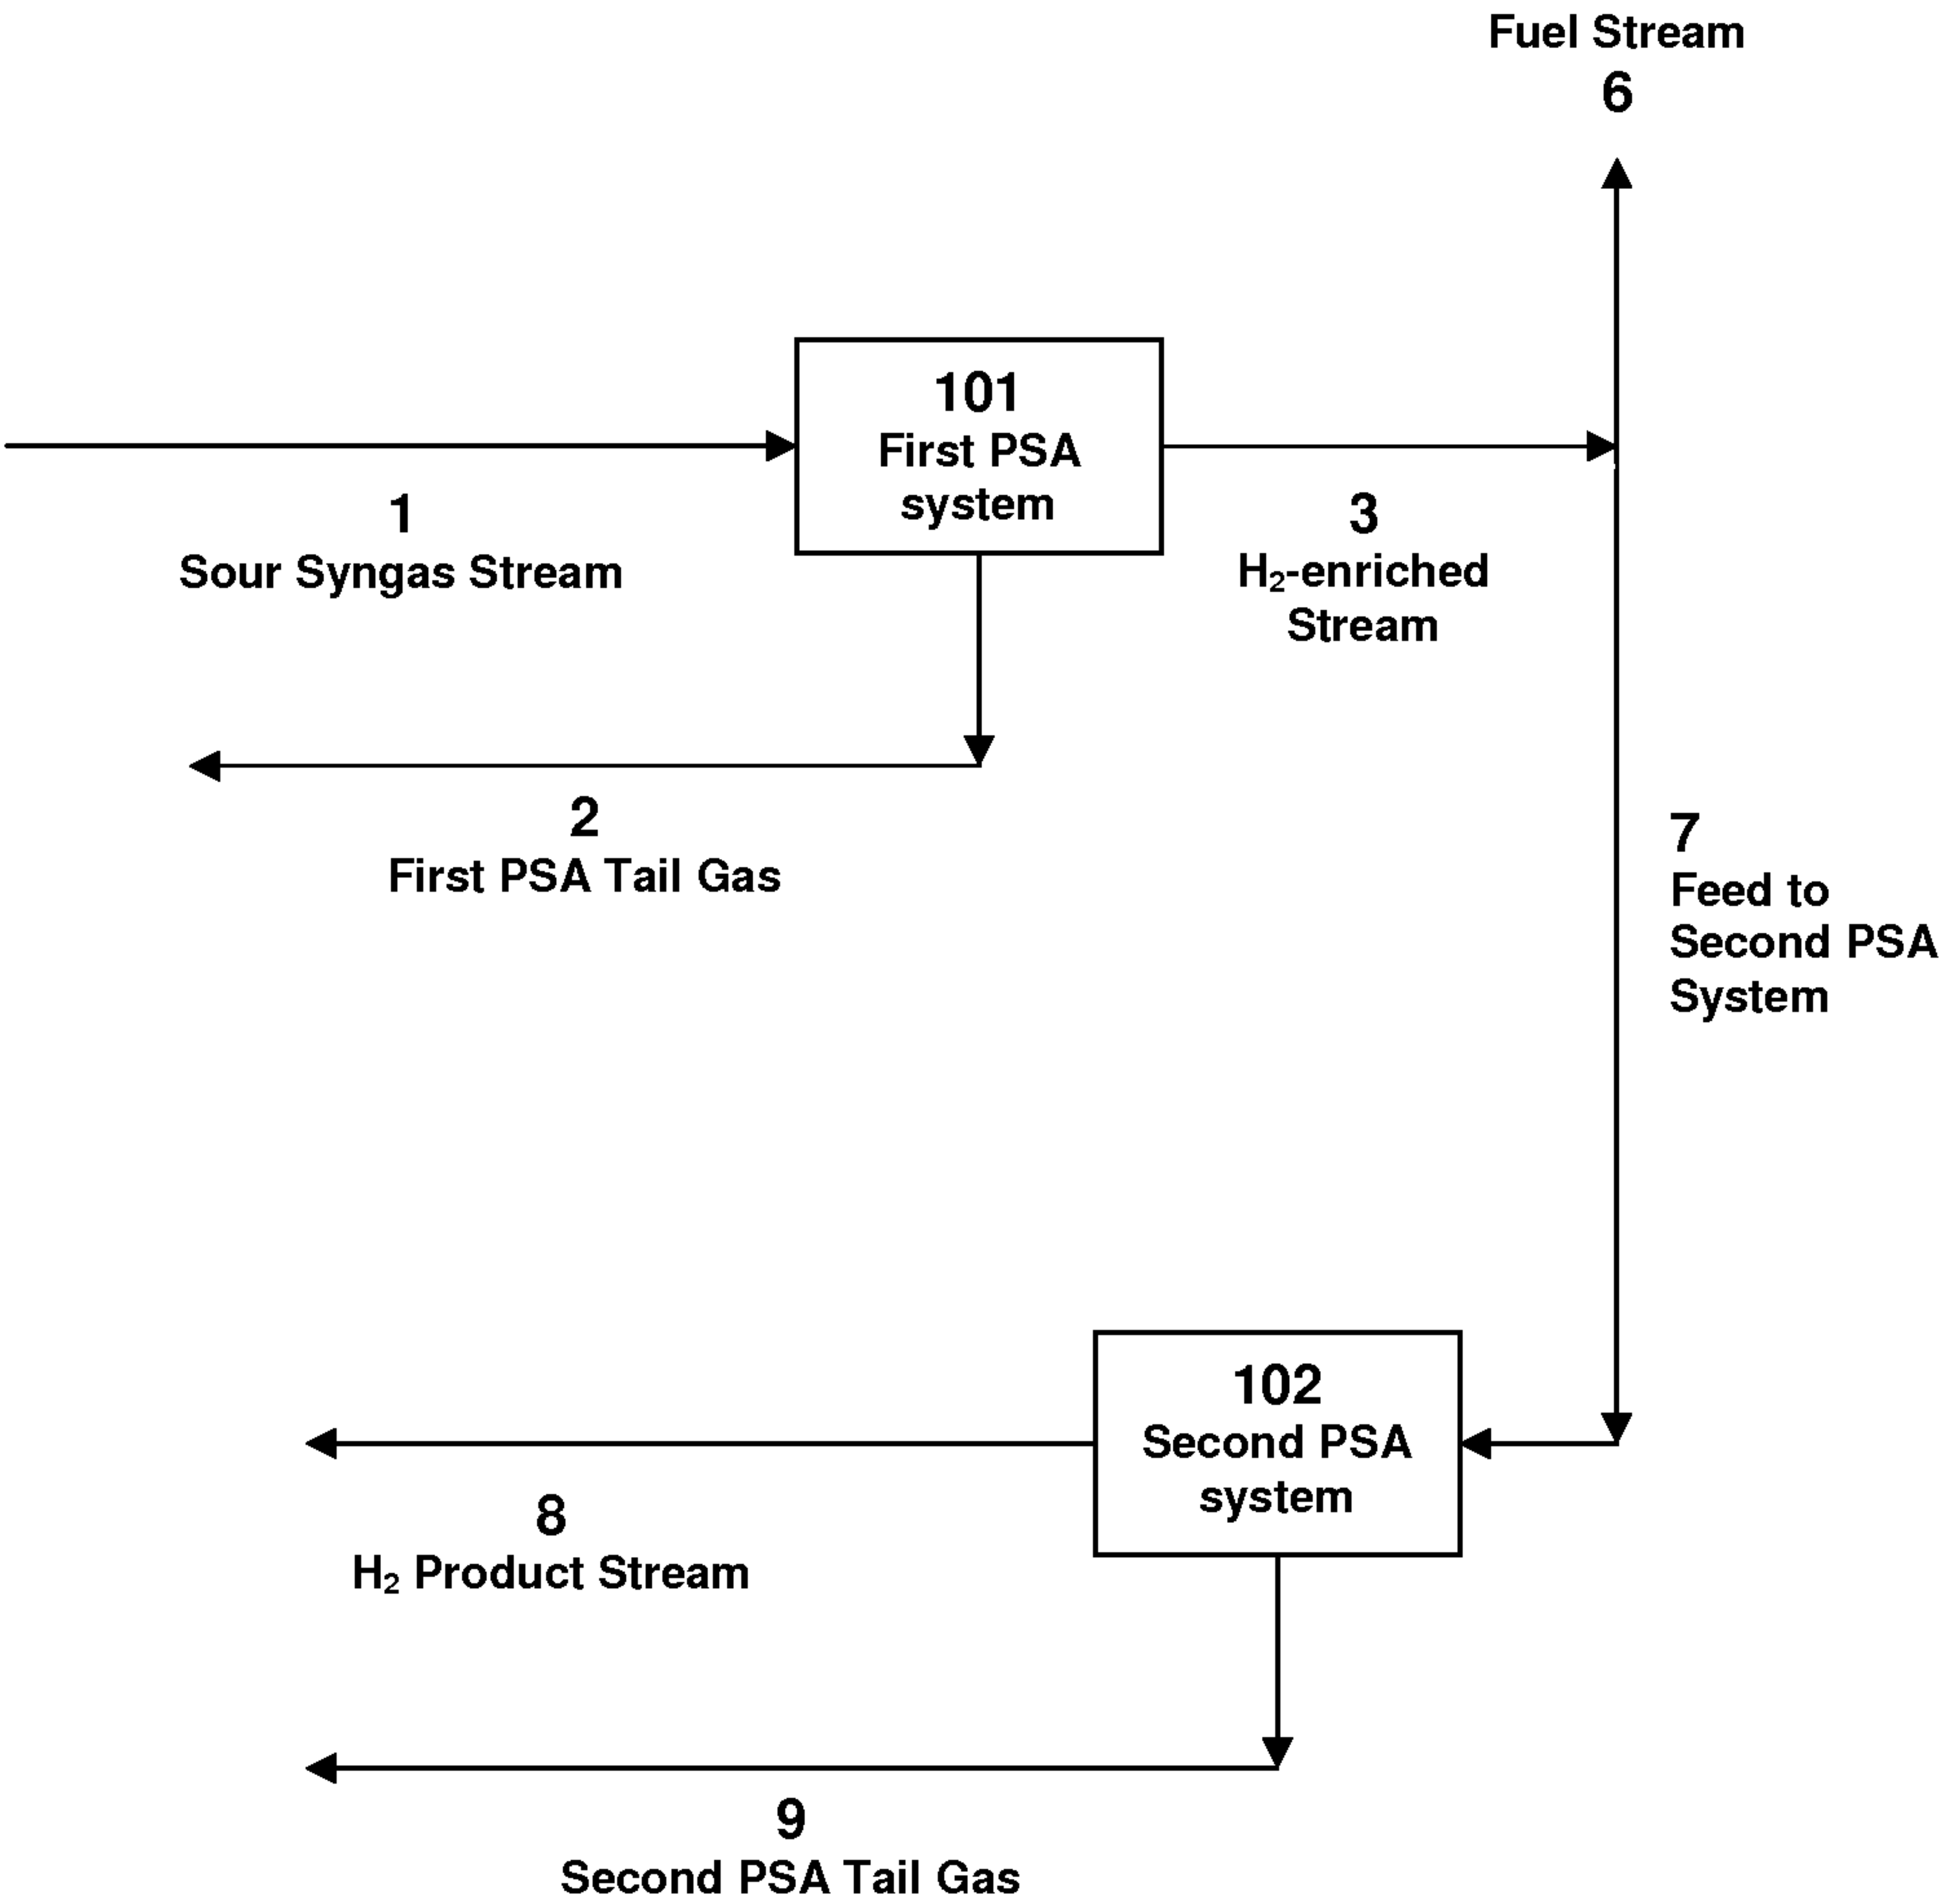 Fuel Stream
6
101
First PSA
system
1
Sour Syngas Stream
3
H₂-enriched
Stream
2
First PSA Tail Gas
7
Feed to
Second PSA
System
102
Second PSA
system
8
H₂ Product Stream
9
Second PSA Tail Gas